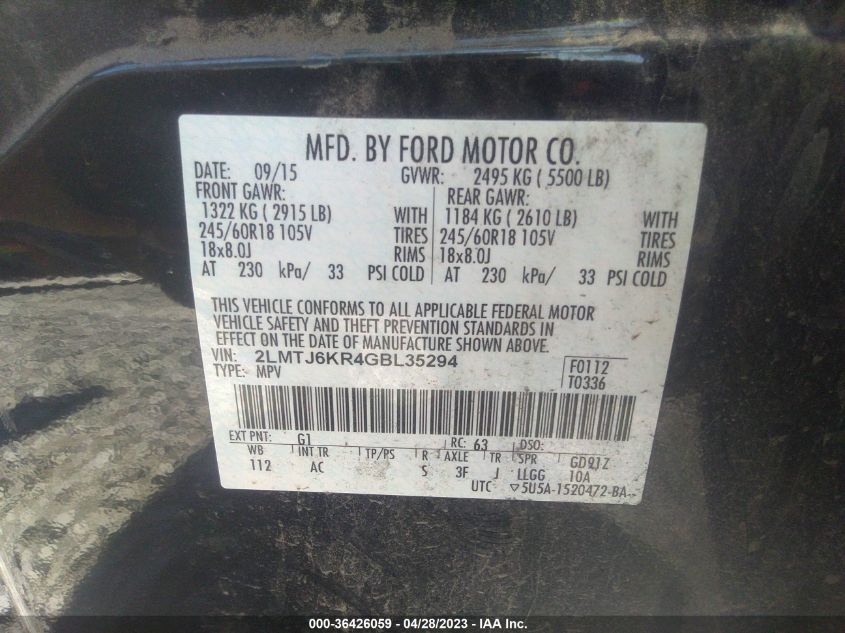 MFD. BY FORD MOTOR CO.
DATE: 09/15 GVWR: 2495 KG ( 5500 LB)
FRONT GAWR: REAR GAWR:
1322 KG ( 2915 LB) WITH 1184 KG ( 2610 LB) WITH
245/60R18 105V TIRES 245/60R18 105V TIRES
18x8.0J RIMS 18x8.0J RIMS
AT 230 kPa/ 33 PSI COLD AT 230 kPa/ 33 PSI COLD
THIS VEHICLE CONFORMS TO ALL APPLICABLE FEDERAL MOTOR
VEHICLE SAFETY AND THEFT PREVENTION STANDARDS IN
EFFECT ON THE DATE OF MANUFACTURE SHOWN ABOVE.
VIN: 2LMTJ6KR4GBL35294 F0112
TYPE: MPV T0336
EXT PNT: G1 RC: 63 DSO:
WB INT TR TP/PS R AXLE TR SPR GD91Z
112 AC S 3F J LLGG 10A
UTC ▽5U5A-1520472-BA
000-36426059 - 04/28/2023 - IAA Inc.